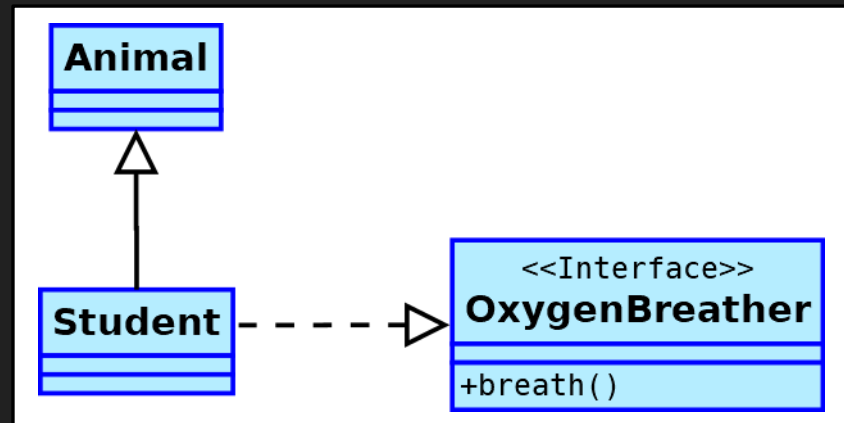 Animal
Student
<<Interface>>
OxygenBreather
+breath()